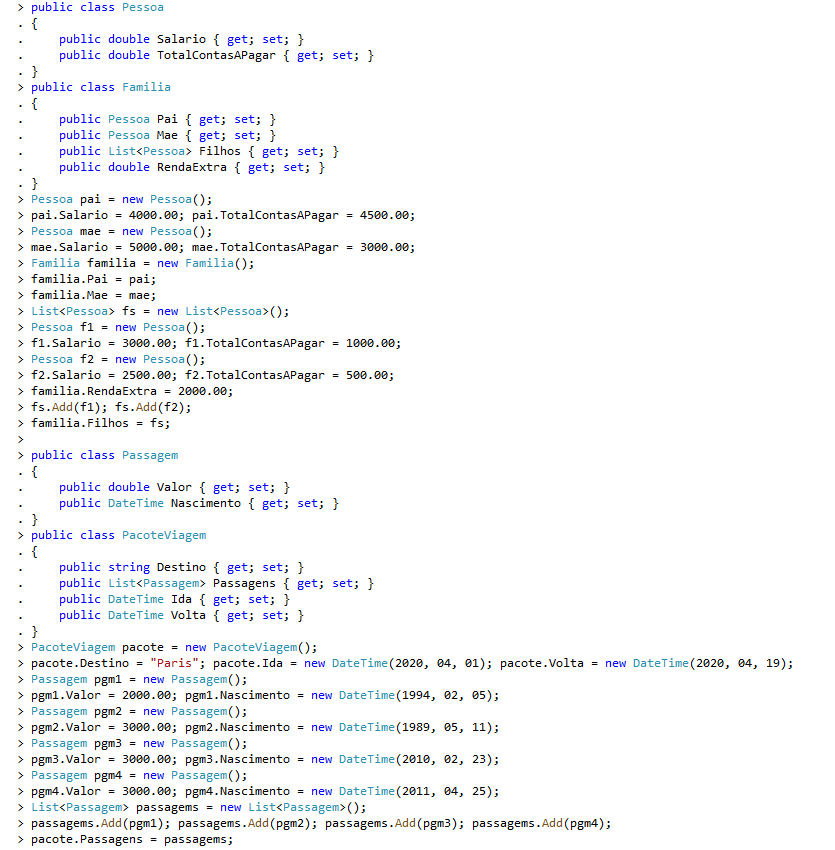 > public class Pessoa
. {
.     public double Salario { get; set; }
.     public double TotalContasAPagar { get; set; }
. }
> public class Familia
. {
.     public Pessoa Pai { get; set; }
.     public Pessoa Mae { get; set; }
.     public List<Pessoa> Filhos { get; set; }
.     public double RendaExtra { get; set; }
. }
> Pessoa pai = new Pessoa();
> pai.Salario = 4000.00; pai.TotalContasAPagar = 4500.00;
> Pessoa mae = new Pessoa();
> mae.Salario = 5000.00; mae.TotalContasAPagar = 3000.00;
> Familia familia = new Familia();
> familia.Pai = pai;
> familia.Mae = mae;
> List<Pessoa> fs = new List<Pessoa>();
> Pessoa f1 = new Pessoa();
> f1.Salario = 3000.00; f1.TotalContasAPagar = 1000.00;
> Pessoa f2 = new Pessoa();
> f2.Salario = 2500.00; f2.TotalContasAPagar = 500.00;
> familia.RendaExtra = 2000.00;
> fs.Add(f1); fs.Add(f2);
> familia.Filhos = fs;
>
> public class Passagem
. {
.     public double Valor { get; set; }
.     public DateTime Nascimento { get; set; }
. }
> public class PacoteViagem
. {
.     public string Destino { get; set; }
.     public List<Passagem> Passagens { get; set; }
.     public DateTime Ida { get; set; }
.     public DateTime Volta { get; set; }
. }
> PacoteViagem pacote = new PacoteViagem();
> pacote.Destino = "Paris"; pacote.Ida = new DateTime(2020, 04, 01); pacote.Volta = new DateTime(2020, 04, 19);
> Passagem pgm1 = new Passagem();
> pgm1.Valor = 2000.00; pgm1.Nascimento = new DateTime(1994, 02, 05);
> Passagem pgm2 = new Passagem();
> pgm2.Valor = 3000.00; pgm2.Nascimento = new DateTime(1989, 05, 11);
> Passagem pgm3 = new Passagem();
> pgm3.Valor = 3000.00; pgm3.Nascimento = new DateTime(2010, 02, 23);
> Passagem pgm4 = new Passagem();
> pgm4.Valor = 3000.00; pgm4.Nascimento = new DateTime(2011, 04, 25);
> List<Passagem> passagems = new List<Passagem>();
> passagems.Add(pgm1); passagems.Add(pgm2); passagems.Add(pgm3); passagems.Add(pgm4);
> pacote.Passagens = passagems;